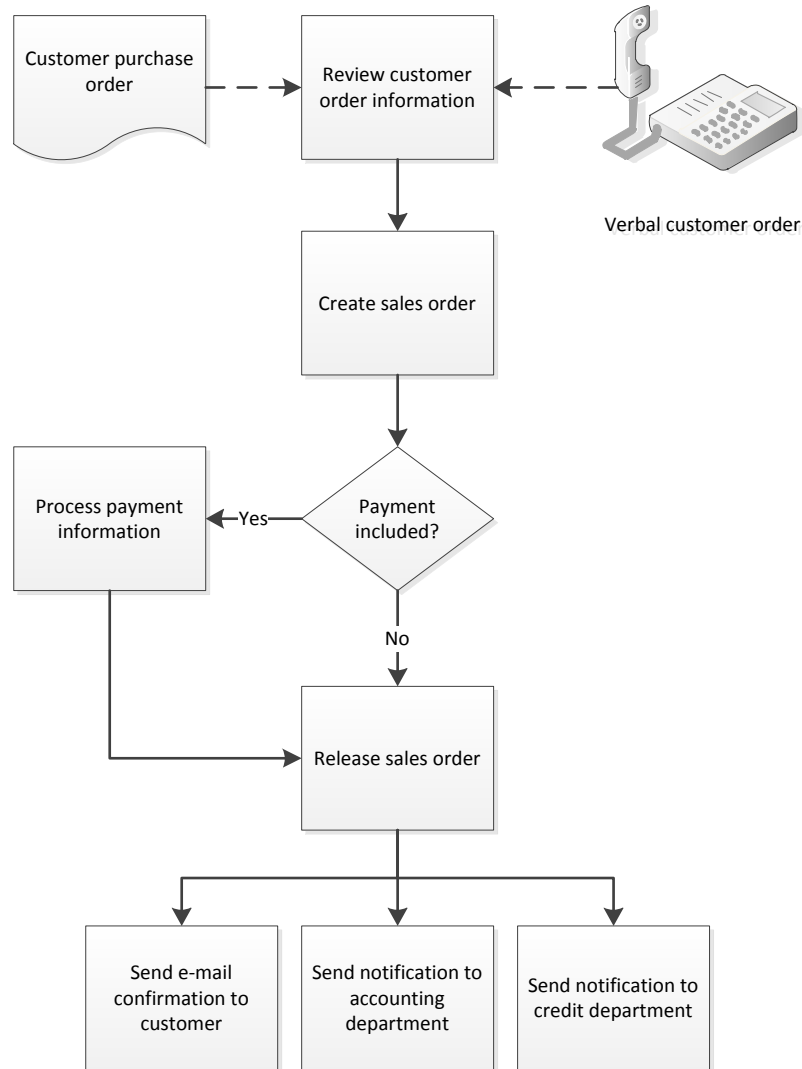 Customer purchase
order
Review customer
order information
Verbal customer order
Create sales order
Process payment
information
Yes
Payment
included?
No
Release sales order
Send e-mail
confirmation to
customer
Send notification to
accounting
department
Send notification to
credit department